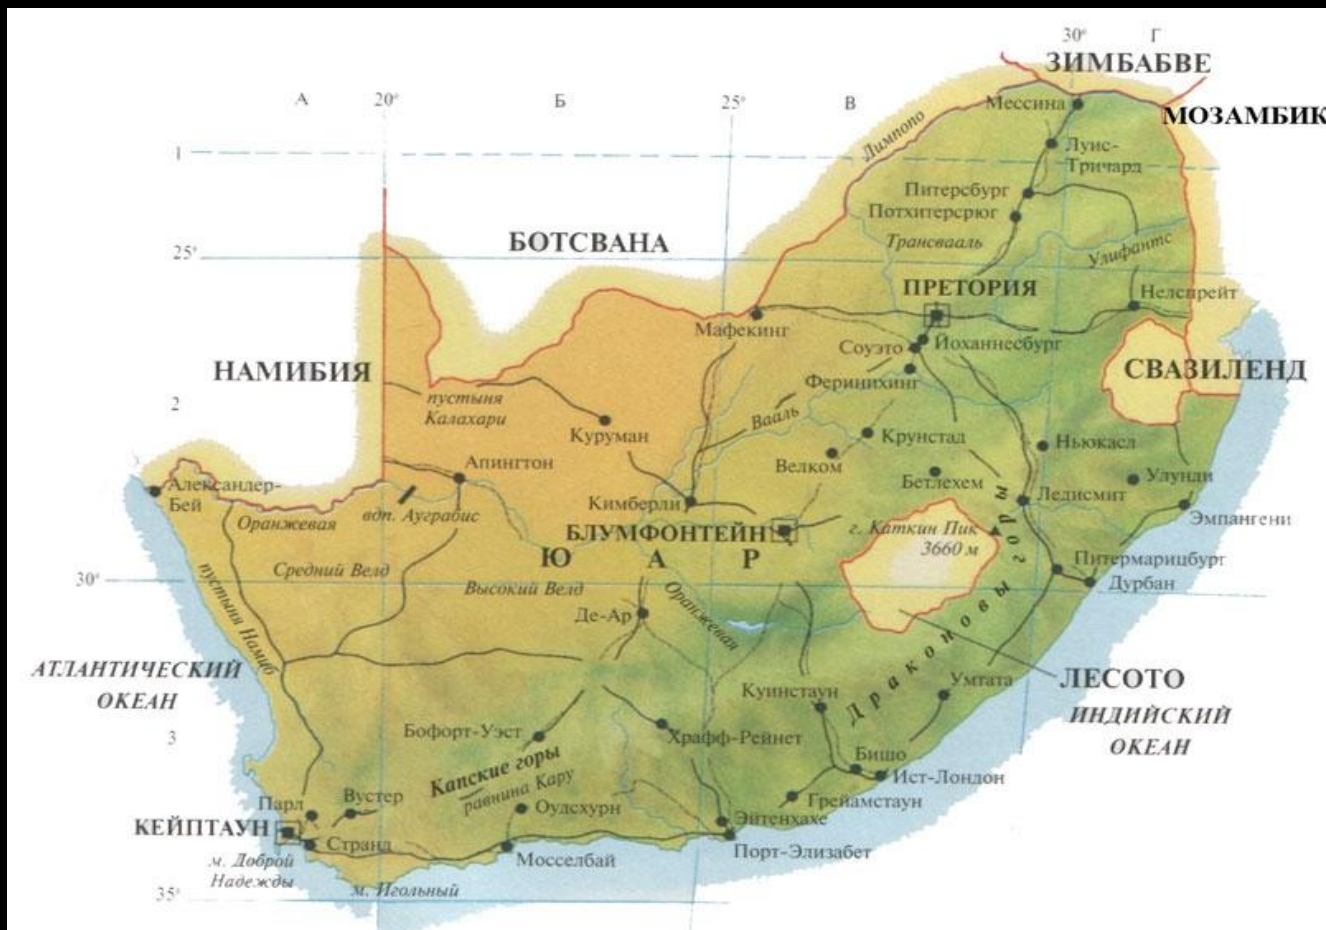 30°
Г
ЗИМБАБВЕ
А
20°
Б
25°
В
Мессина
МОЗАМБИК
Лимпопо
1
Луис-
Тричард
Питерсбург
Потхитерсрюг
Трансвааль
БОТСВАНА
25°
Улифантс
ПРЕТОРИЯ
Нелспрейт
Мафекинг
Соуэто
Йоханнесбург
НАМИБИЯ
СВАЗИЛЕНД
Феринихинг
пустыня
Калахари
2
Вааль
Куруман
Крунстад
Ньюкасл
Велком
Апингтон
Бетлехем
Улунди
Александер-
Бей
Кимберли
Ледисмит
Оранжевая
вдп. Ауграбис
Эмпангени
БЛУМФОНТЕЙН
г. Каткин Пик
3660 м
Ю А Р
Питермарицбург
Средний Велд
30°
Высокий Велд
Дурбан
пустыня Намиб
Де-Ар
Оранжевая
Драконовы горы
АТЛАНТИЧЕСКИЙ
ОКЕАН
ЛЕСОТО
Куинстаун
Умтата
ИНДИЙСКИЙ
ОКЕАН
3
Бофорт-Уэст
Храфф-Рейнет
Бишо
Капские горы
равнина Кару
Ист-Лондон
Парл
Вустер
Оудсхурн
Грейамстаун
КЕЙПТАУН
Эйтенхахе
Странд
Мосселбай
Порт-Элизабет
м. Доброй
Надежды
м. Игольный
35°